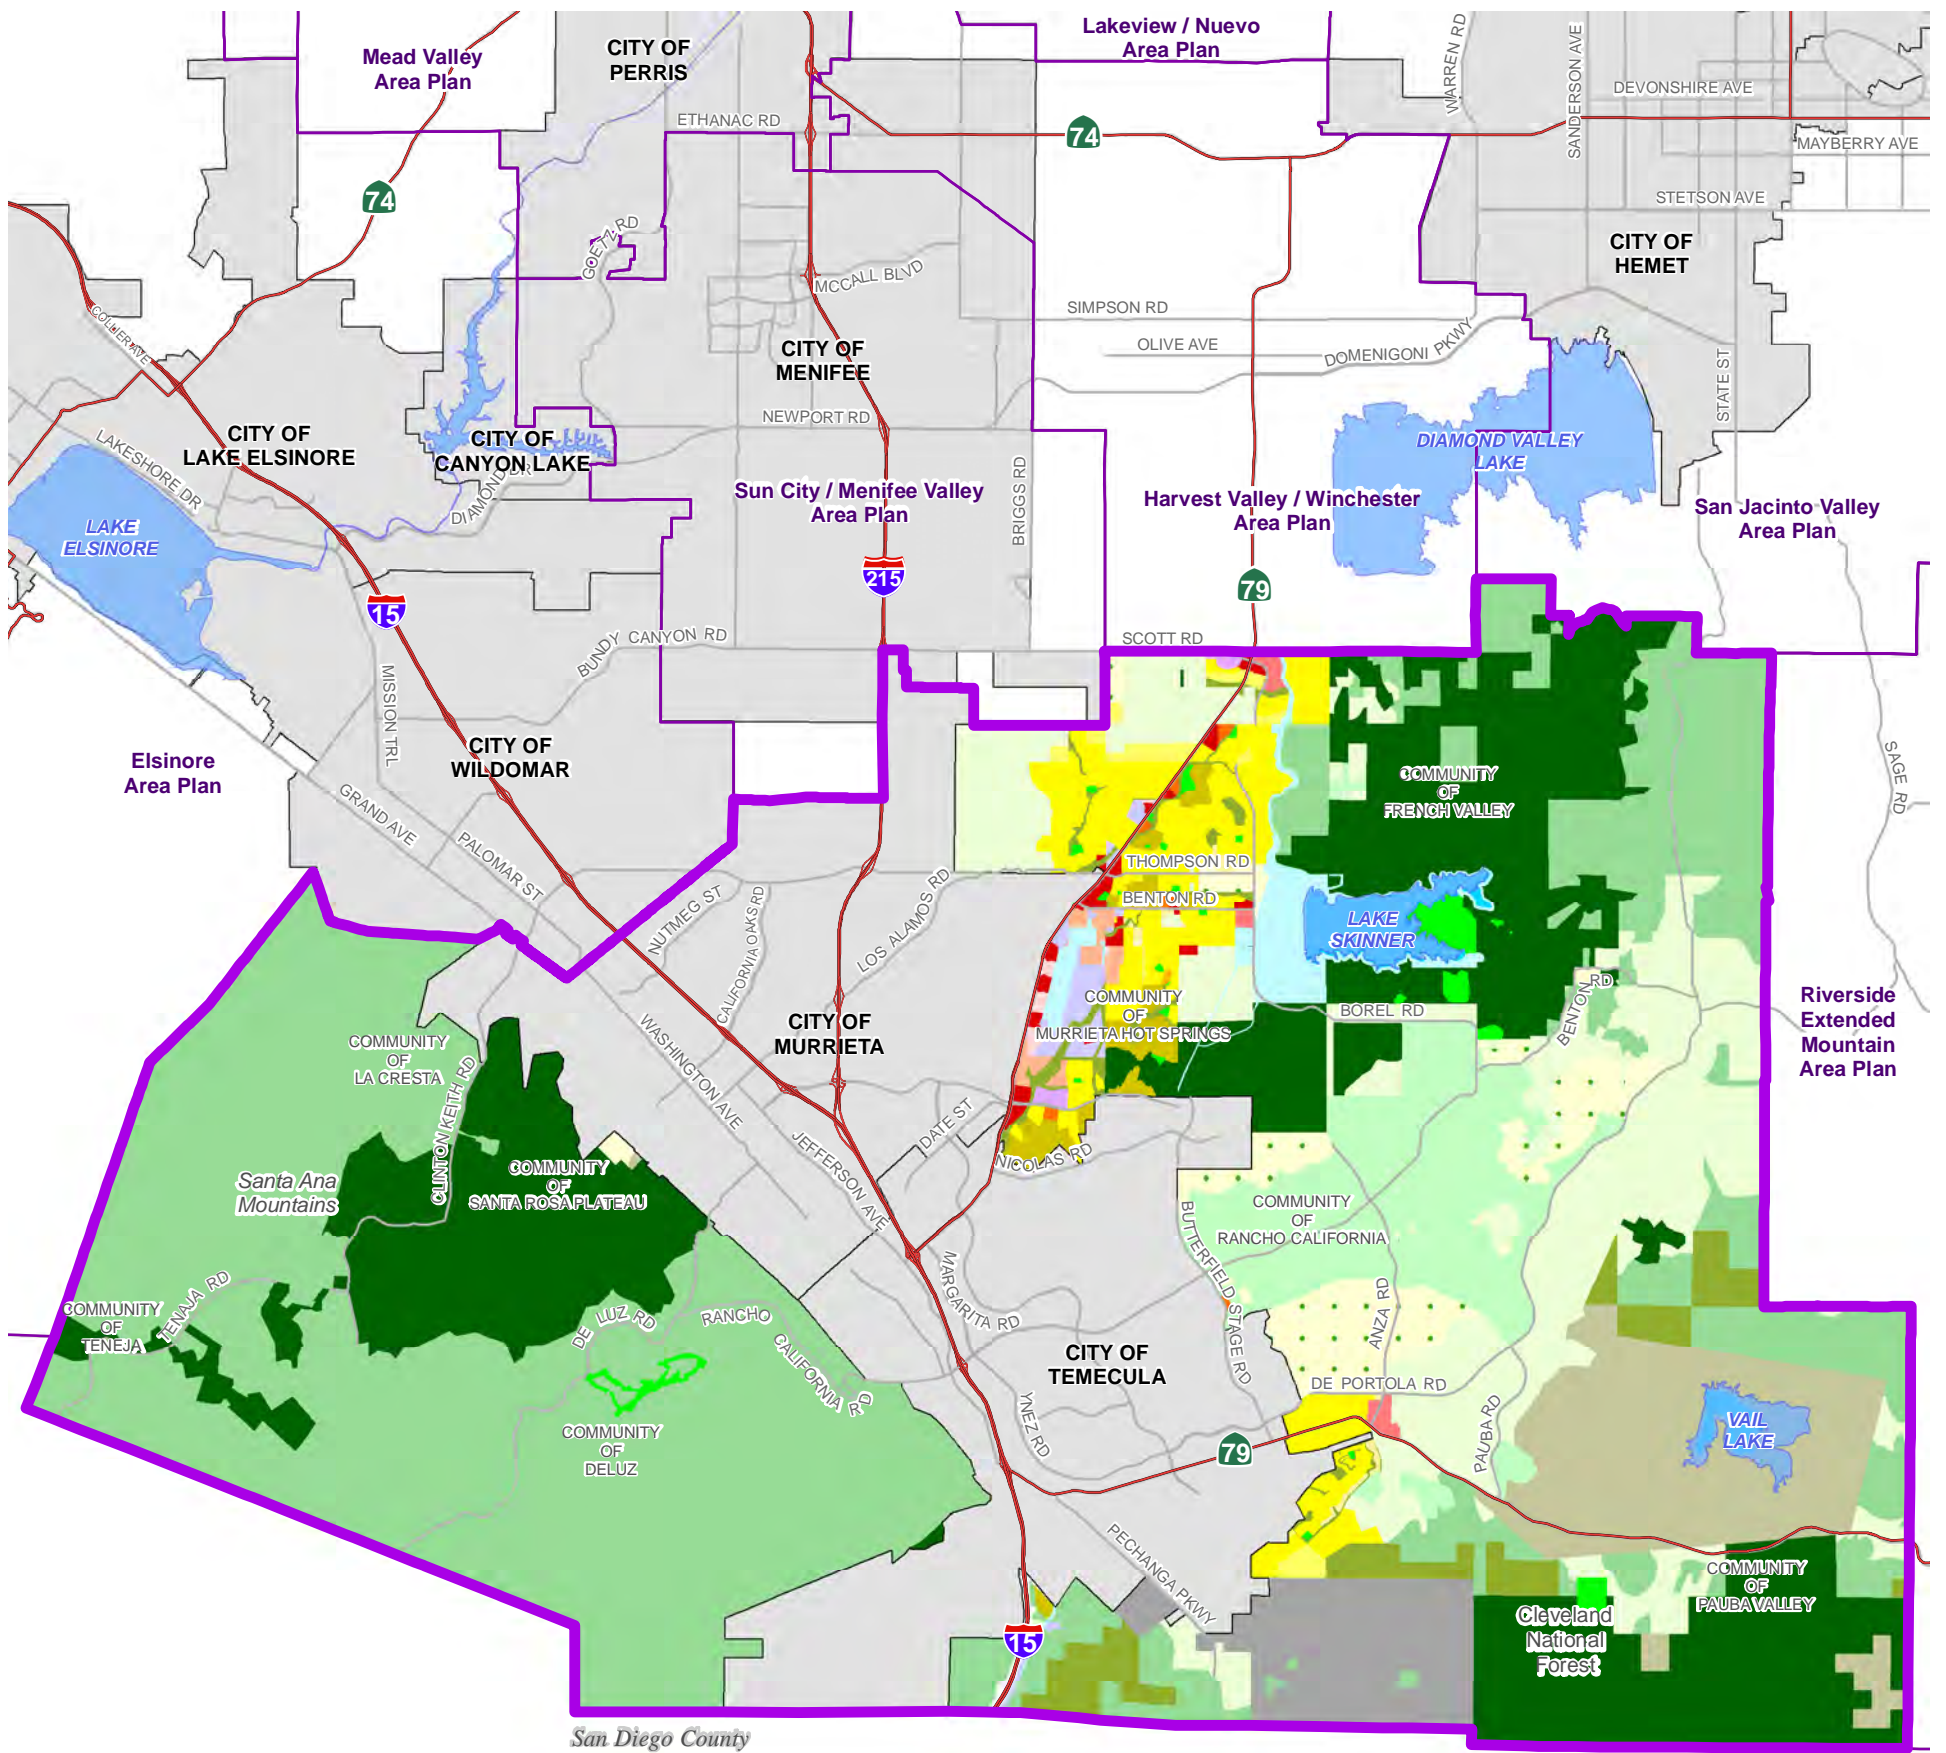 Mead Valley
Area Plan
CITY OF
PERRIS
Lakeview / Nuevo
Area Plan
WARREN RD
SANDERSON AVE
DEVONSHIRE AVE
ETHANAC RD
74
MAYBERRY AVE
74
STETSON AVE
GOETZ RD
CITY OF
HEMET
MCCALL BLVD
SIMPSON RD
COLLIER AVE
OLIVE AVE
DOMENIGONI PKWY
CITY OF
MENIFEE
STATE ST
NEWPORT RD
CITY OF
LAKE ELSINORE
CITY OF
CANYON LAKE
DIAMOND VALLEY
LAKE
LAKESHORE DR
DIAMOND DR
Sun City / Menifee Valley
Area Plan
BRIGGS RD
Harvest Valley / Winchester
Area Plan
San Jacinto Valley
Area Plan
LAKE
ELSINORE
215
79
15
BUNDY CANYON RD
SCOTT RD
MISSION TRL
Elsinore
Area Plan
CITY OF
WILDOMAR
SAGE RD
COMMUNITY
OF
FRENCH VALLEY
GRAND AVE
PALOMAR ST
THOMPSON RD
BENTON RD
NUTMEG ST
CALIFORNIA OAKS RD
LOS ALAMOS RD
LAKE
SKINNER
BENTON RD
COMMUNITY
OF
MURRIETA HOT SPRINGS
BOREL RD
Riverside
Extended
Mountain
Area Plan
CITY OF
MURRIETA
WASHINGTON AVE
COMMUNITY
OF
LA CRESTA
CLINTON KEITH RD
DATE ST
JEFFERSON AVE
NICOLAS RD
Santa Ana
Mountains
COMMUNITY
OF
SANTA ROSA PLATEAU
COMMUNITY
OF
RANCHO CALIFORNIA
BUTTERFIELD STAGE RD
MARGARITA RD
TENAJA RD
COMMUNITY
OF
TENEJA
DE LUZ RD
RANCHO CALIFORNIA RD
ANZA RD
CITY OF
TEMECULA
DE PORTOLA RD
YNEZ RD
PAUBA RD
VAIL
LAKE
COMMUNITY
OF
DELUZ
79
PECHANGA PKWY
COMMUNITY
OF
PAUBA VALLEY
Cleveland
National
Forest
15
San Diego County